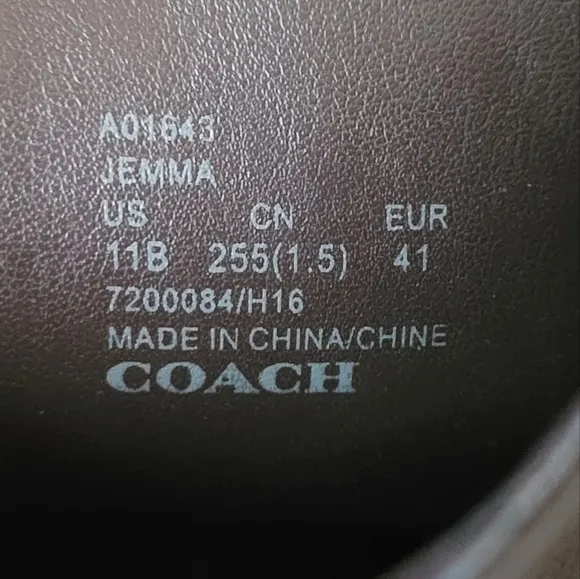 A01643
JEMMA
US CN EUR
11B 255(1.5) 41
7200084/H16
MADE IN CHINA/CHINE
COACH